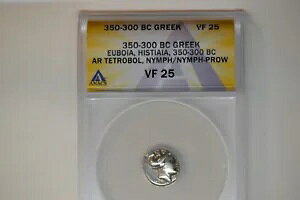 350-300 BC GREEK VF 25
350-300 BC GREEK
EUBOIA, HISTIAIA, 350-300 BC
AR TETROBOL, NYMPH/NYMPH-PROW
VF 25
ANACS